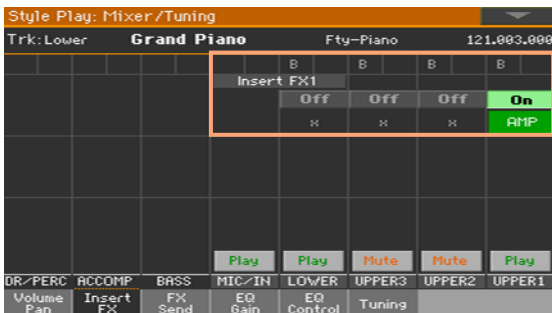 Style Play: Mixer/Tuning
Trk:Lower Grand Piano Fty-Piano 121.003.000
B B B B
Insert FX1
Off Off Off On
x x x AMP
Play Play Mute Mute Play
DR/PERC ACCOMP BASS MIC/IN LOWER UPPER3 UPPER2 UPPER1
Volume Pan Insert FX FX Send EQ Gain EQ Control Tuning